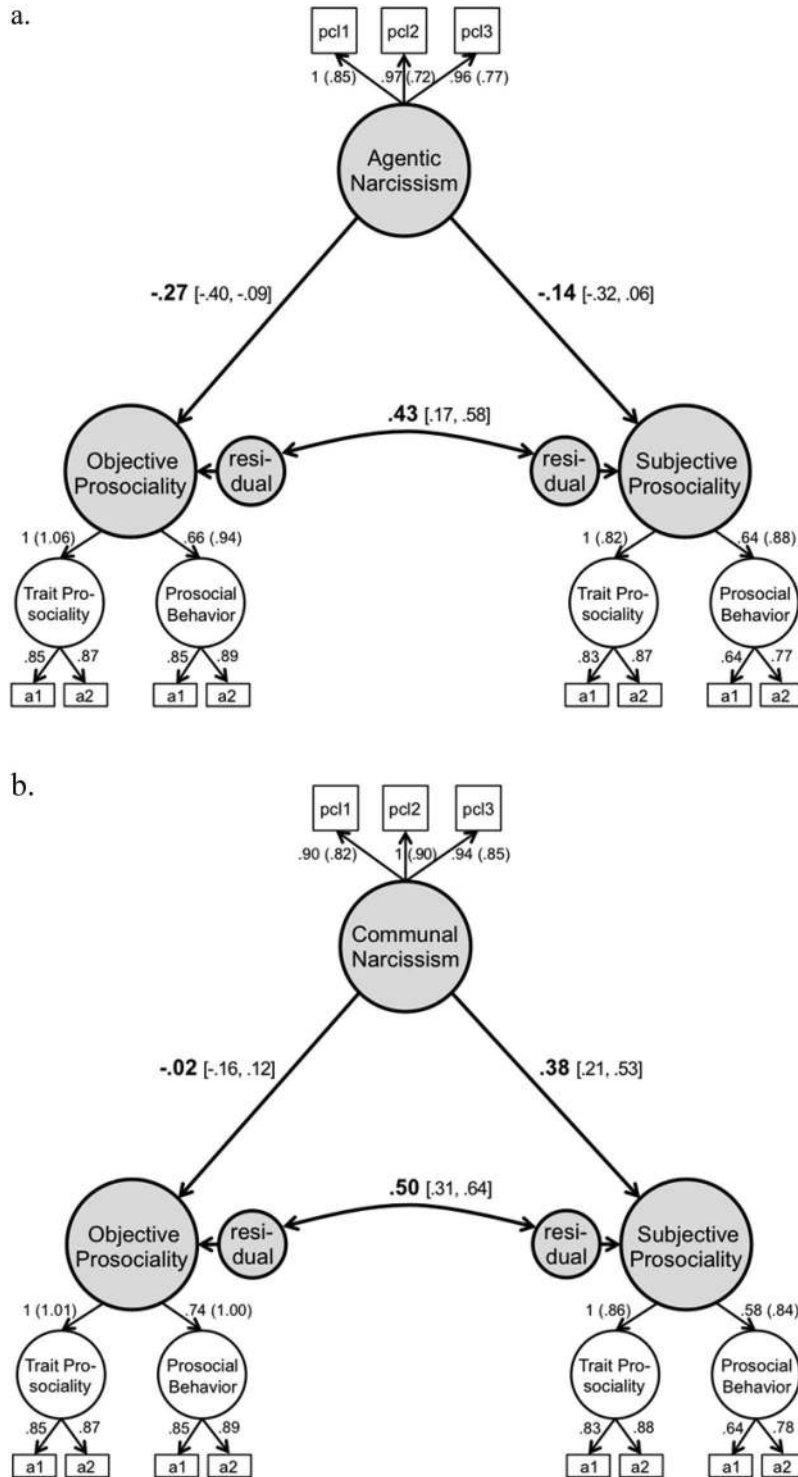 a.
pcl1 pcl2 pcl3
1 (.85) .97 (.72) .96 (.77)
Agentic
Narcissism
-.27 [-.40, -.09] -.14 [-.32, .06]
.43 [.17, .58]
Objective
Prosociality
resi-
dual
resi-
dual
Subjective
Prosociality
1 (1.06) .66 (.94) 1 (.82) .64 (.88)
Trait Pro-
sociality
Prosocial
Behavior
Trait Pro-
sociality
Prosocial
Behavior
.85 .87 .85 .89 .83 .87 .64 .77
a1 a2 a1 a2 a1 a2 a1 a2
b.
pcl1 pcl2 pcl3
.90 (.82) 1 (.90) .94 (.85)
Communal
Narcissism
-.02 [-.16, .12] .38 [.21, .53]
.50 [.31, .64]
Objective
Prosociality
resi-
dual
resi-
dual
Subjective
Prosociality
1 (1.01) .74 (1.00) 1 (.86) .58 (.84)
Trait Pro-
sociality
Prosocial
Behavior
Trait Pro-
sociality
Prosocial
Behavior
.85 .87 .85 .89 .83 .88 .64 .78
a1 a2 a1 a2 a1 a2 a1 a2